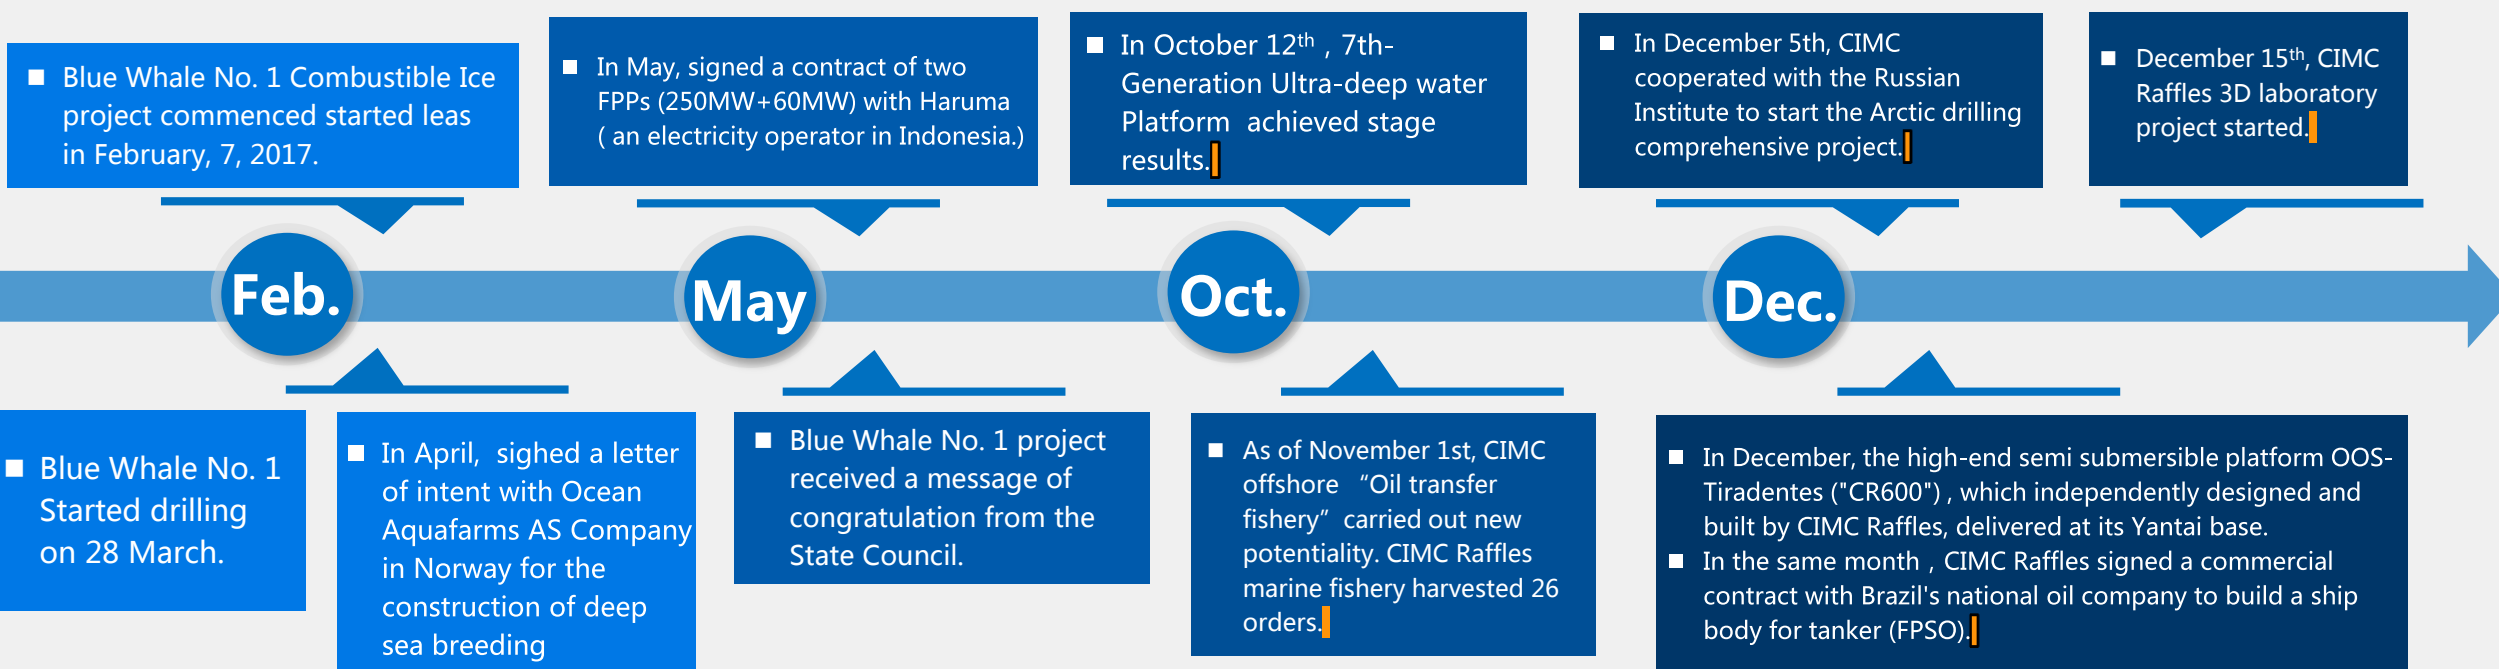 ■ Blue Whale No. 1 Combustible Ice
project commenced started leas
in February, 7, 2017.
■ In May, signed a contract of two
FPPs (250MW+60MW) with Haruma
( an electricity operator in Indonesia.)
■ In October 12th , 7th-
Generation Ultra-deep water
Platform achieved stage
results.
■ In December 5th, CIMC
cooperated with the Russian
Institute to start the Arctic drilling
comprehensive project.
■ December 15th, CIMC
Raffles 3D laboratory
project started.
Feb.
May
Oct.
Dec.
■ Blue Whale No. 1
Started drilling
on 28 March.
■ In April, sighed a letter
of intent with Ocean
Aquafarms AS Company
in Norway for the
construction of deep
sea breeding
■ Blue Whale No. 1 project
received a message of
congratulation from the
State Council.
■ As of November 1st, CIMC
offshore “Oil transfer
fishery” carried out new
potentiality. CIMC Raffles
marine fishery harvested 26
orders.
■ In December, the high-end semi submersible platform OOS-
Tiradentes ("CR600") , which independently designed and
built by CIMC Raffles, delivered at its Yantai base.
■ In the same month , CIMC Raffles signed a commercial
contract with Brazil's national oil company to build a ship
body for tanker (FPSO).